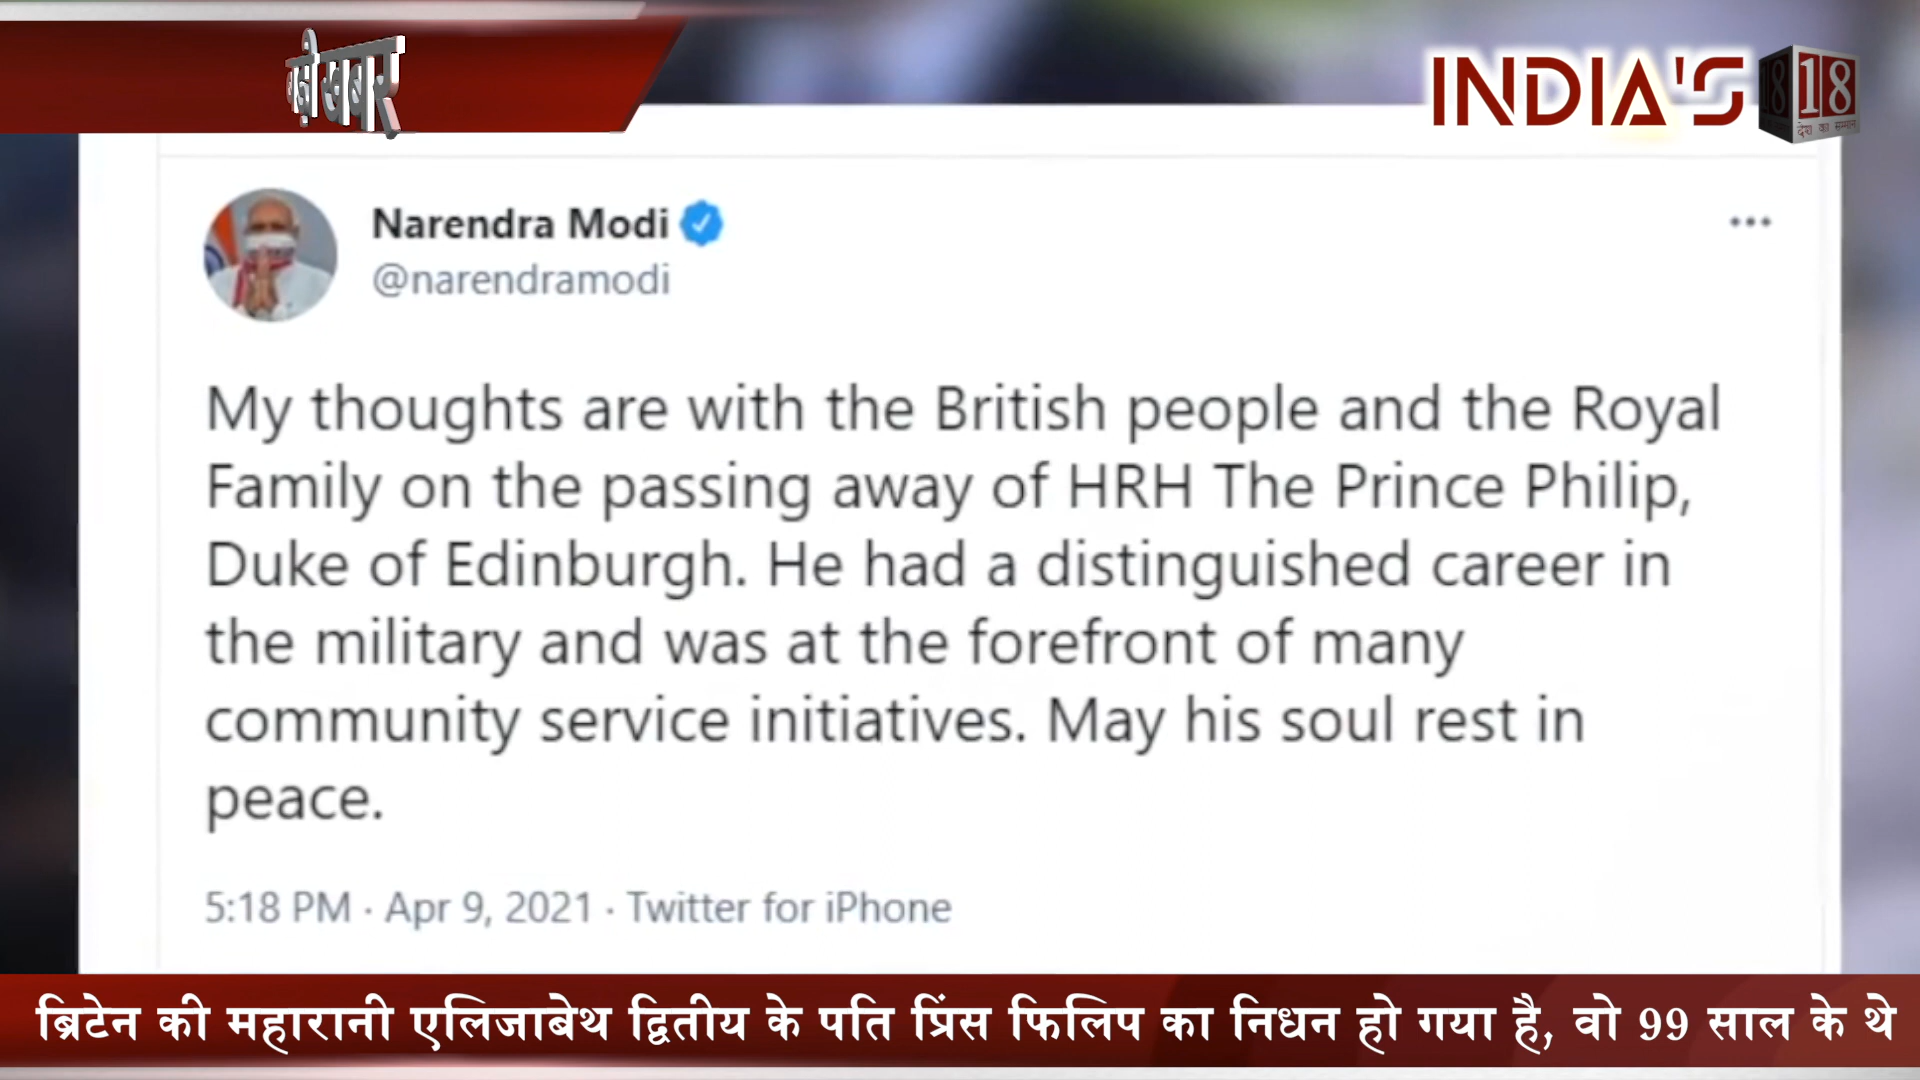 बड़ी खबर
INDIA'S 18
देश का सम्मान
Narendra Modi
@narendramodi
My thoughts are with the British people and the Royal
Family on the passing away of HRH The Prince Philip,
Duke of Edinburgh. He had a distinguished career in
the military and was at the forefront of many
community service initiatives. May his soul rest in
peace.
5:18 PM · Apr 9, 2021 · Twitter for iPhone
ब्रिटेन की महारानी एलिजाबेथ द्वितीय के पति प्रिंस फिलिप का निधन हो गया है, वो 99 साल के थे